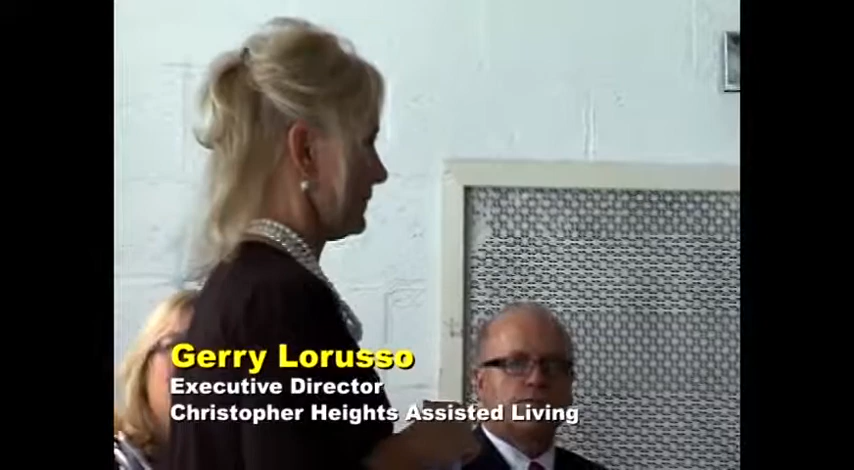 Gerry Lorusso
Executive Director
Christopher Heights Assisted Living